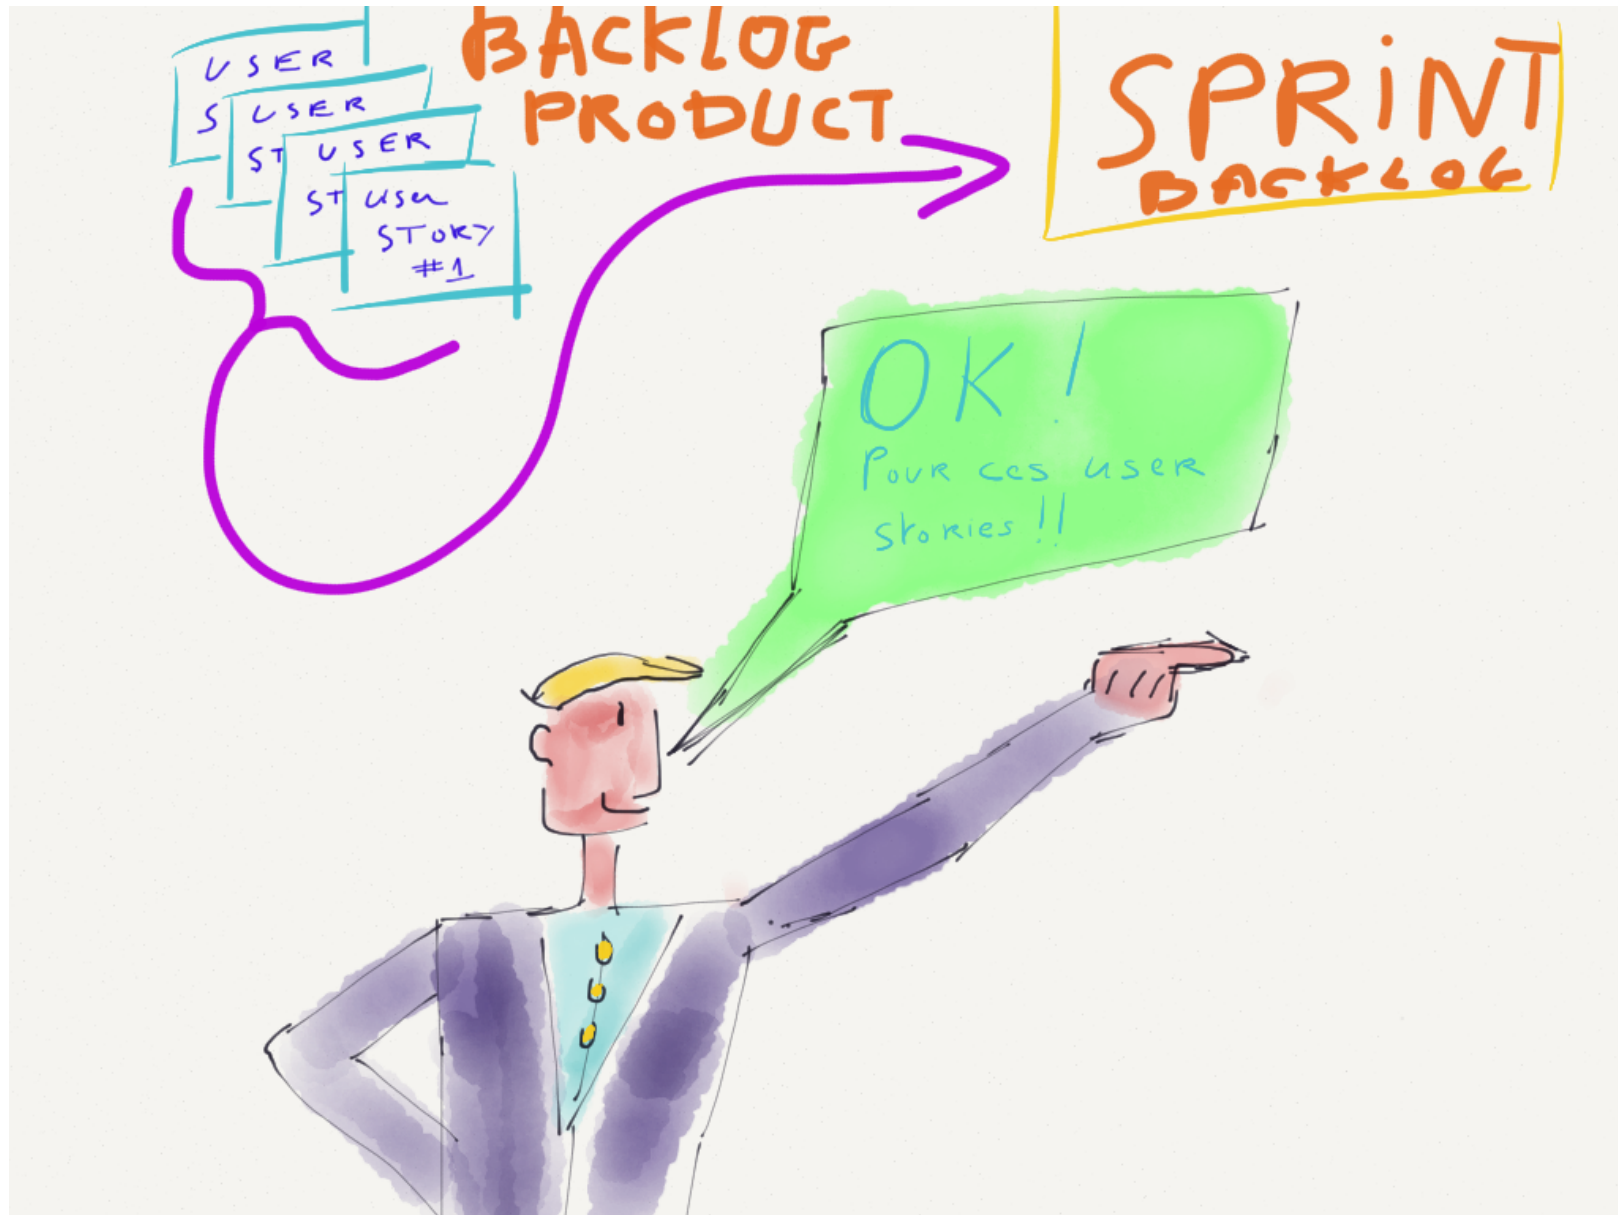 USER
S
USER
ST
USER
ST
User
STORY
#1
BACKLOG
PRODUCT
SPRiNT
BACKLOG
OK !
Pour ces user
stories !!